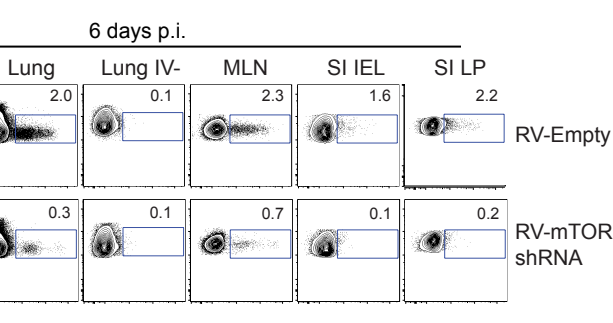 6 days p.i.
Lung Lung IV- MLN SI IEL SI LP
2.0 0.1 2.3 1.6 2.2
RV-Empty
0.3 0.1 0.7 0.1 0.2
RV-mTOR
shRNA